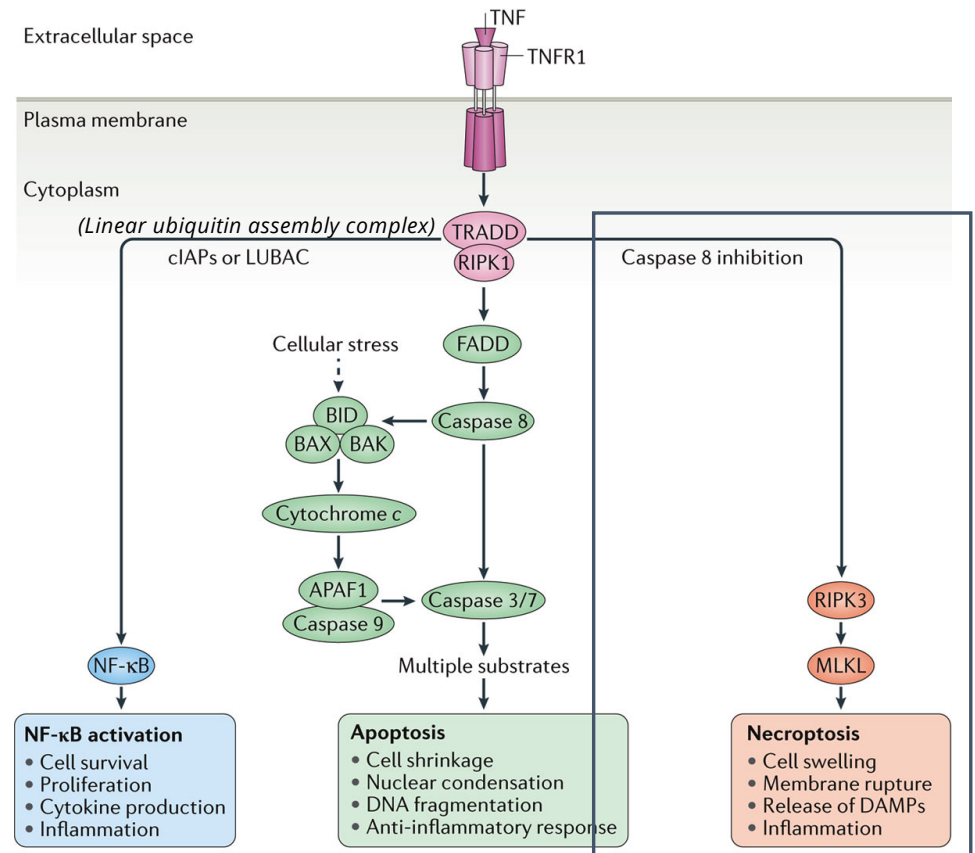 TNF
Extracellular space
TNFR1
Plasma membrane
Cytoplasm
(Linear ubiquitin assembly complex)
TRADD
cIAPs or LUBAC
RIPK1
Caspase 8 inhibition
Cellular stress
FADD
BID
Caspase 8
BAX
BAK
Cytochrome c
APAF1
Caspase 3/7
RIPK3
Caspase 9
NF-κB
Multiple substrates
MLKL
NF-κB activation
• Cell survival
• Proliferation
• Cytokine production
• Inflammation
Apoptosis
• Cell shrinkage
• Nuclear condensation
• DNA fragmentation
• Anti-inflammatory response
Necroptosis
• Cell swelling
• Membrane rupture
• Release of DAMPs
• Inflammation